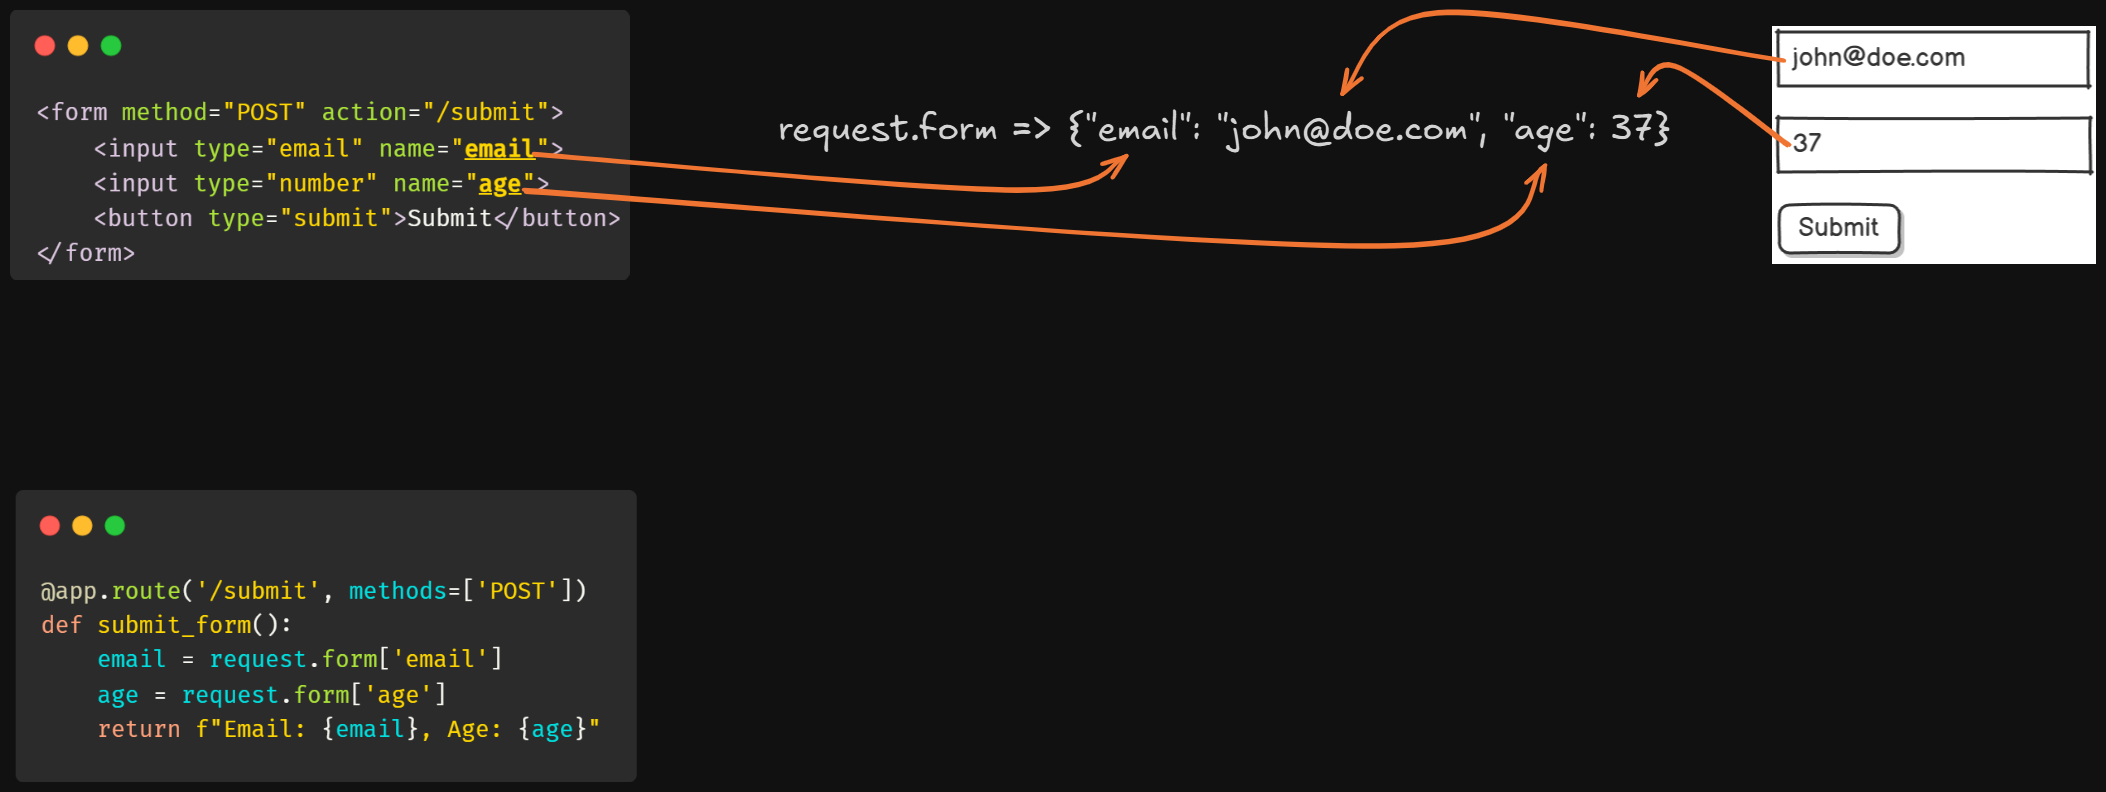 <form method="POST" action="/submit">
<input type="email" name="email">
<input type="number" name="age">
<button type="submit">Submit</button>
</form>
request.form => {"email": "john@doe.com", "age": 37}
john@doe.com
37
Submit
@app.route('/submit', methods=['POST'])
def submit_form():
email = request.form['email']
age = request.form['age']
return f"Email: {email}, Age: {age}"